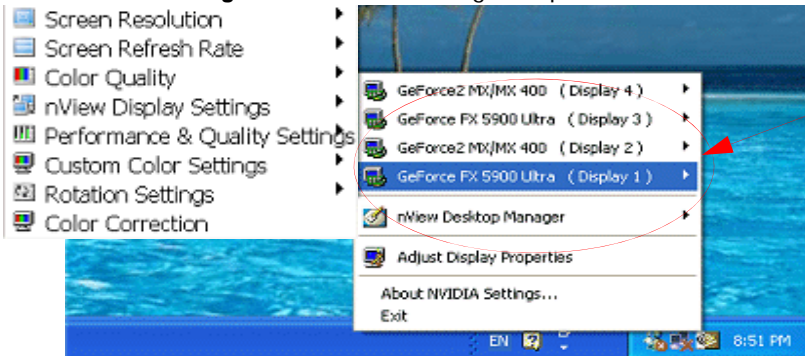 Screen Resolution
Screen Refresh Rate
Color Quality
nView Display Settings
Performance & Quality Settings
Custom Color Settings
Rotation Settings
Color Correction
GeForce2 MX/MX 400 ( Display 4 )
GeForce FX 5900 Ultra ( Display 3 )
GeForce2 MX/MX 400 ( Display 2 )
GeForce FX 5900 Ultra ( Display 1 )
nView Desktop Manager
Adjust Display Properties
About NVIDIA Settings...
Exit
EN
8:51 PM